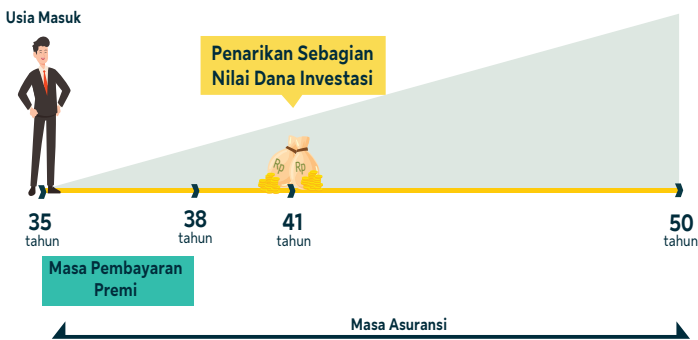 Usia Masuk
Penarikan Sebagian
Nilai Dana Investasi
Rp Rp
35
tahun
38
tahun
41
tahun
50
tahun
Masa Pembayaran
Premi
Masa Asuransi